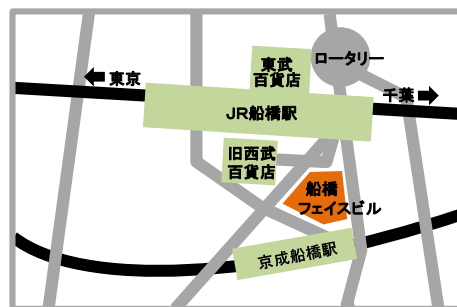 東武
百貨店
ロータリー
東京
千葉
JR船橋駅
旧西武
百貨店
船橋
フェイスビル
京成船橋駅